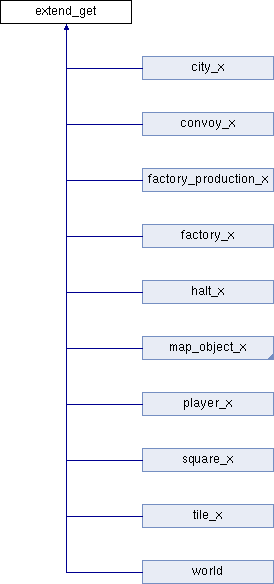 extend_get
city_x
convoy_x
factory_production_x
factory_x
halt_x
map_object_x
player_x
square_x
tile_x
world